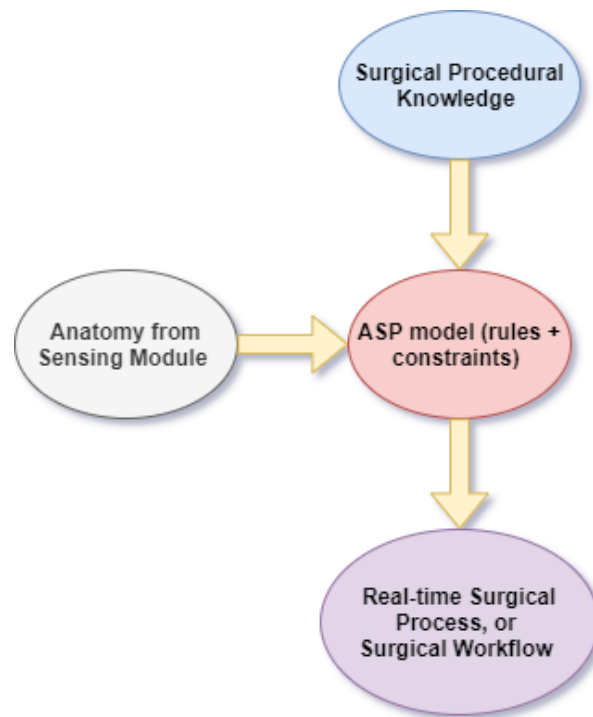 Surgical Procedural
Knowledge
Anatomy from
Sensing Module
ASP model (rules +
constraints)
Real-time Surgical
Process, or
Surgical Workflow